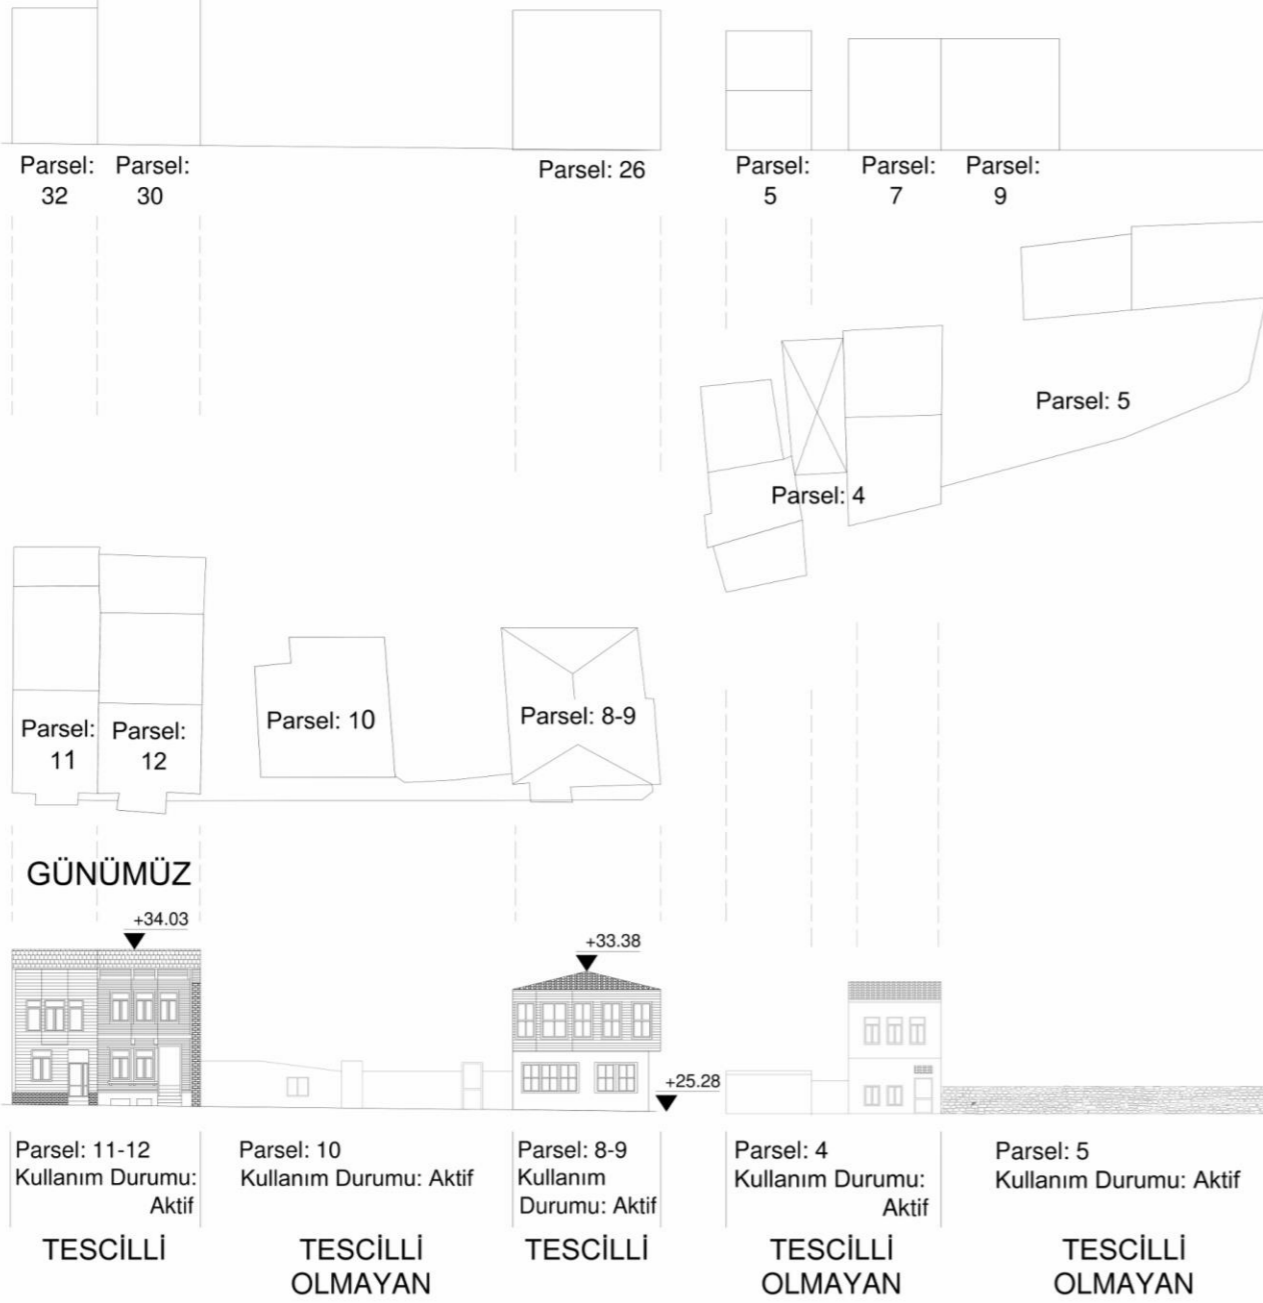 Parsel:
32
Parsel:
30
Parsel: 26
Parsel:
5
Parsel:
7
Parsel:
9
Parsel: 5
Parsel: 4
Parsel:
11
Parsel:
12
Parsel: 10
Parsel: 8-9
GÜNÜMÜZ
+34.03
+33.38
+25.28
Parsel: 11-12
Kullanım Durumu:
Aktif
TESCİLLİ
Parsel: 10
Kullanım Durumu: Aktif
TESCİLLİ
OLMAYAN
Parsel: 8-9
Kullanım
Durumu: Aktif
TESCİLLİ
Parsel: 4
Kullanım Durumu:
Aktif
TESCİLLİ
OLMAYAN
Parsel: 5
Kullanım Durumu: Aktif
TESCİLLİ
OLMAYAN